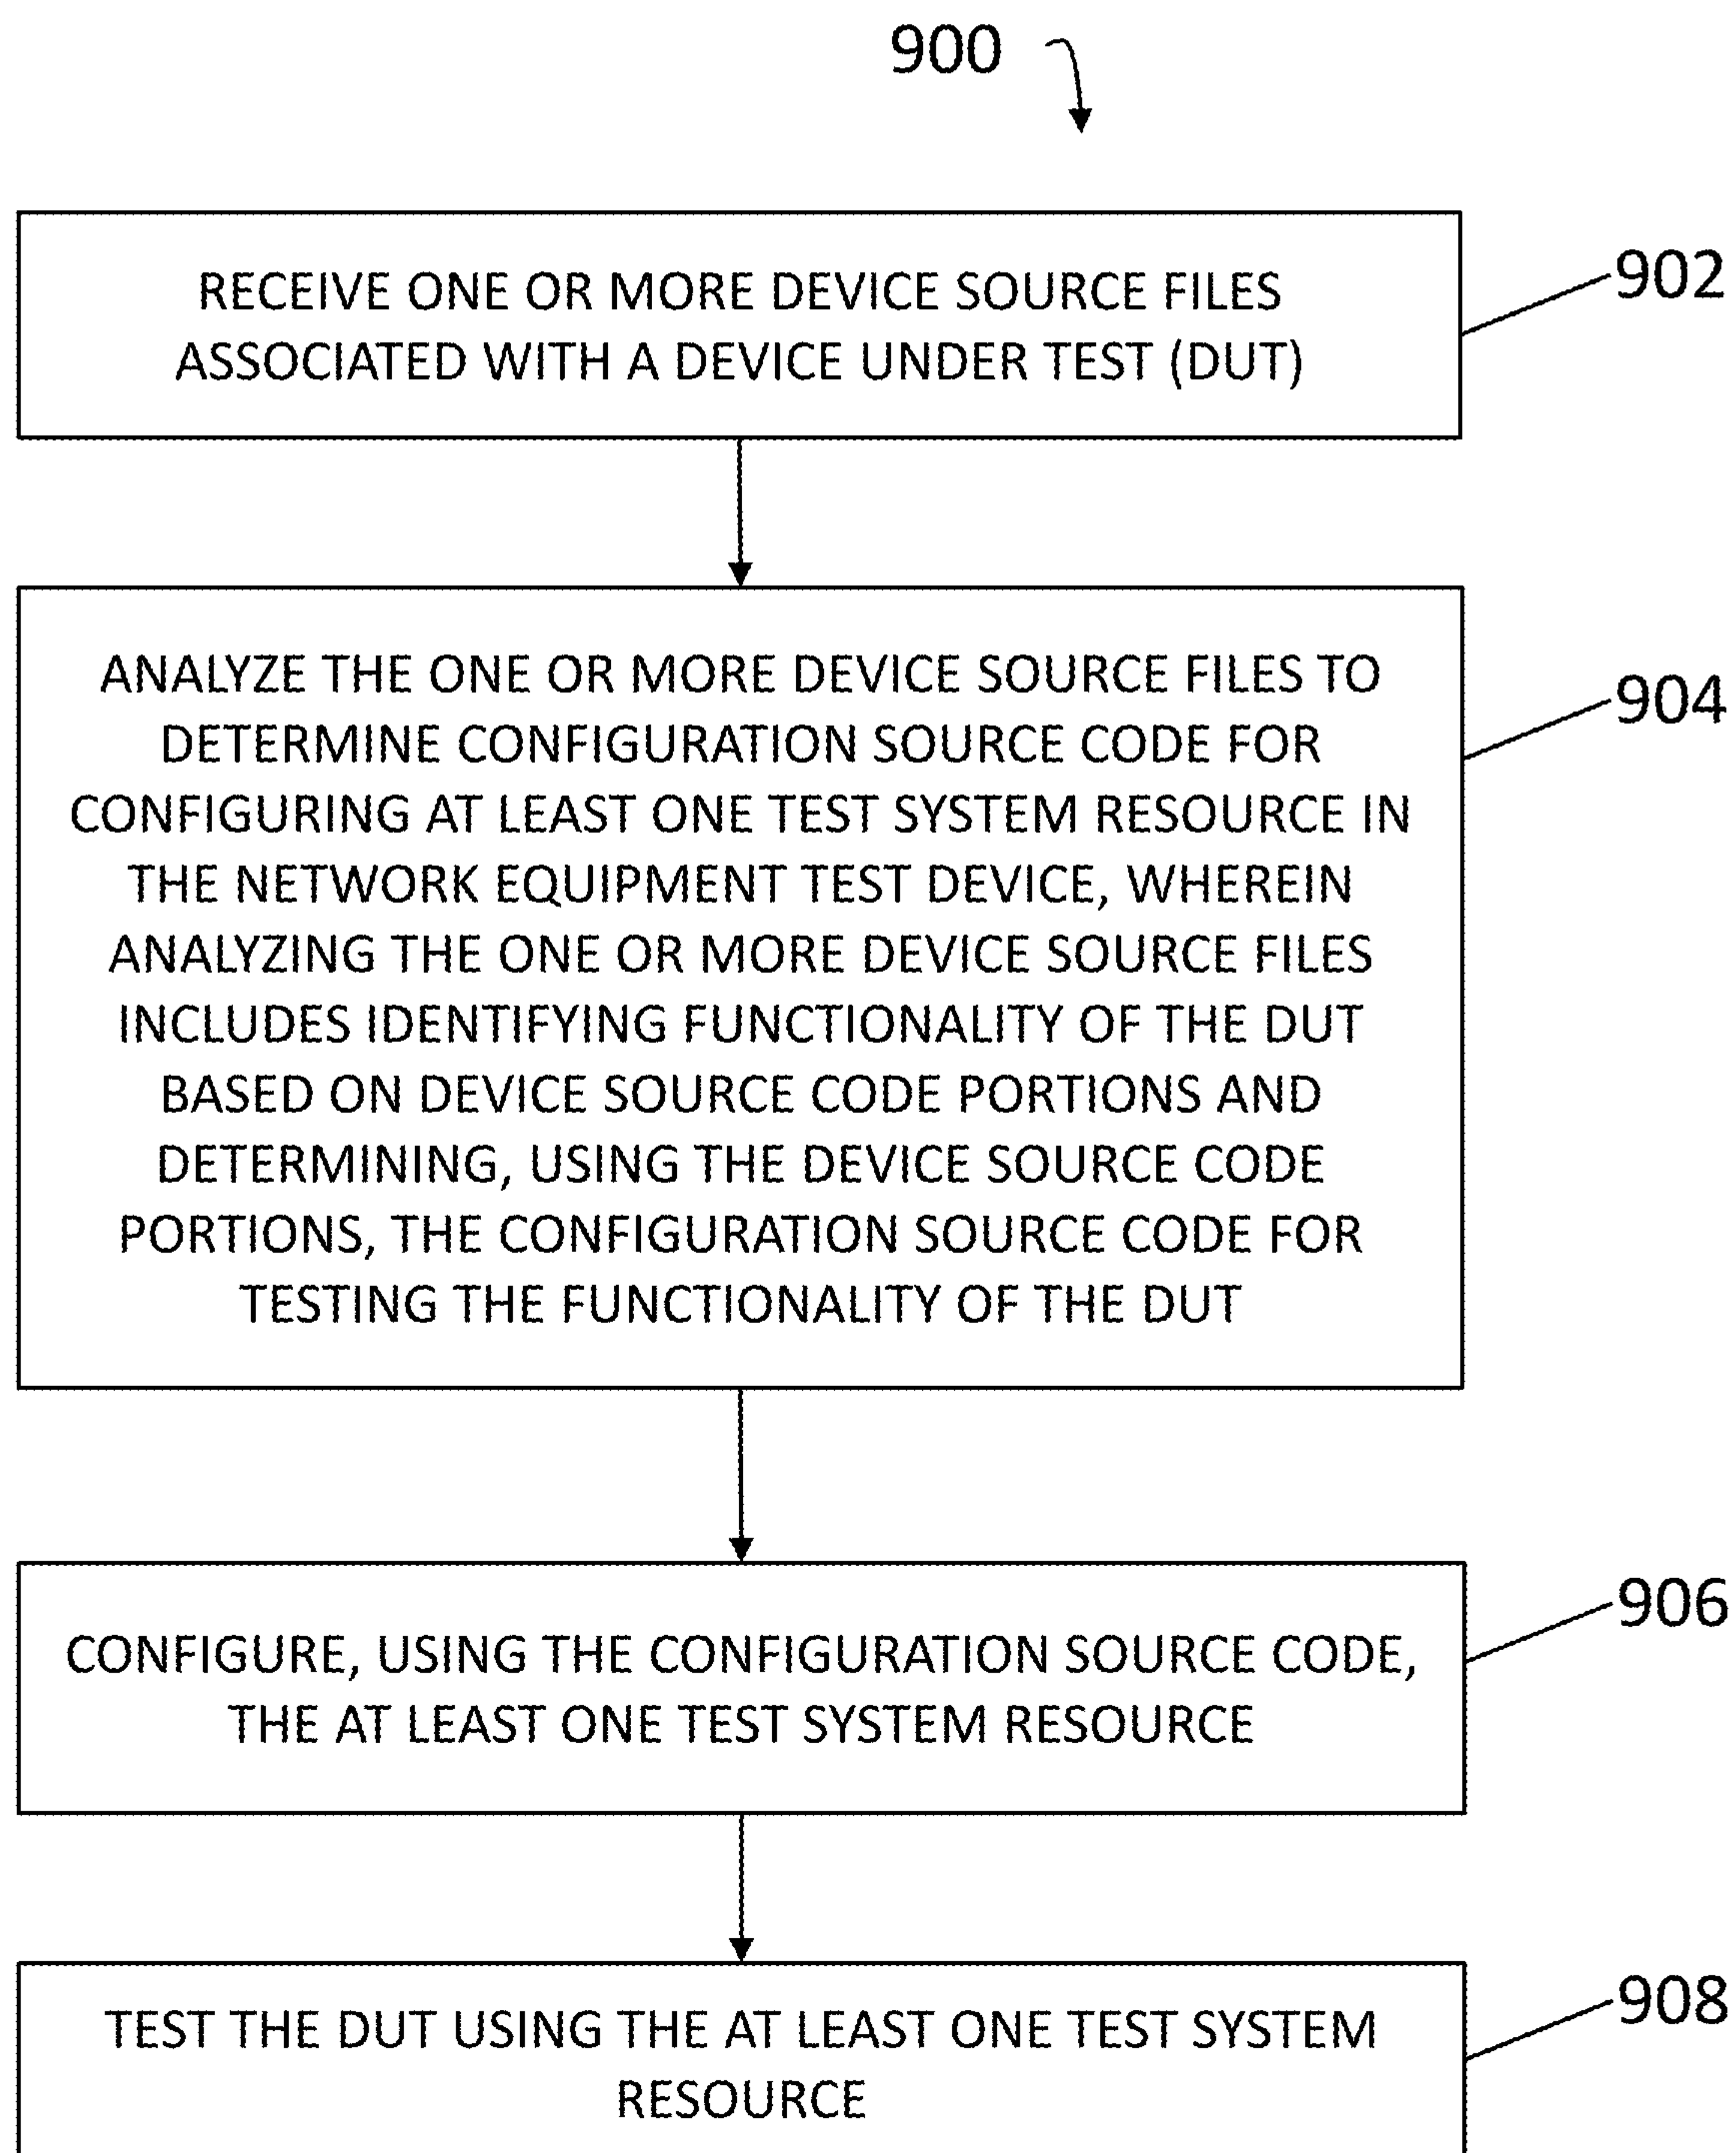 900
RECEIVE ONE OR MORE DEVICE SOURCE FILES
ASSOCIATED WITH A DEVICE UNDER TEST (DUT)
902
ANALYZE THE ONE OR MORE DEVICE SOURCE FILES TO
DETERMINE CONFIGURATION SOURCE CODE FOR
CONFIGURING AT LEAST ONE TEST SYSTEM RESOURCE IN
THE NETWORK EQUIPMENT TEST DEVICE, WHEREIN
ANALYZING THE ONE OR MORE DEVICE SOURCE FILES
INCLUDES IDENTIFYING FUNCTIONALITY OF THE DUT
BASED ON DEVICE SOURCE CODE PORTIONS AND
DETERMINING, USING THE DEVICE SOURCE CODE
PORTIONS, THE CONFIGURATION SOURCE CODE FOR
TESTING THE FUNCTIONALITY OF THE DUT
904
CONFIGURE, USING THE CONFIGURATION SOURCE CODE,
THE AT LEAST ONE TEST SYSTEM RESOURCE
906
TEST THE DUT USING THE AT LEAST ONE TEST SYSTEM
RESOURCE
908